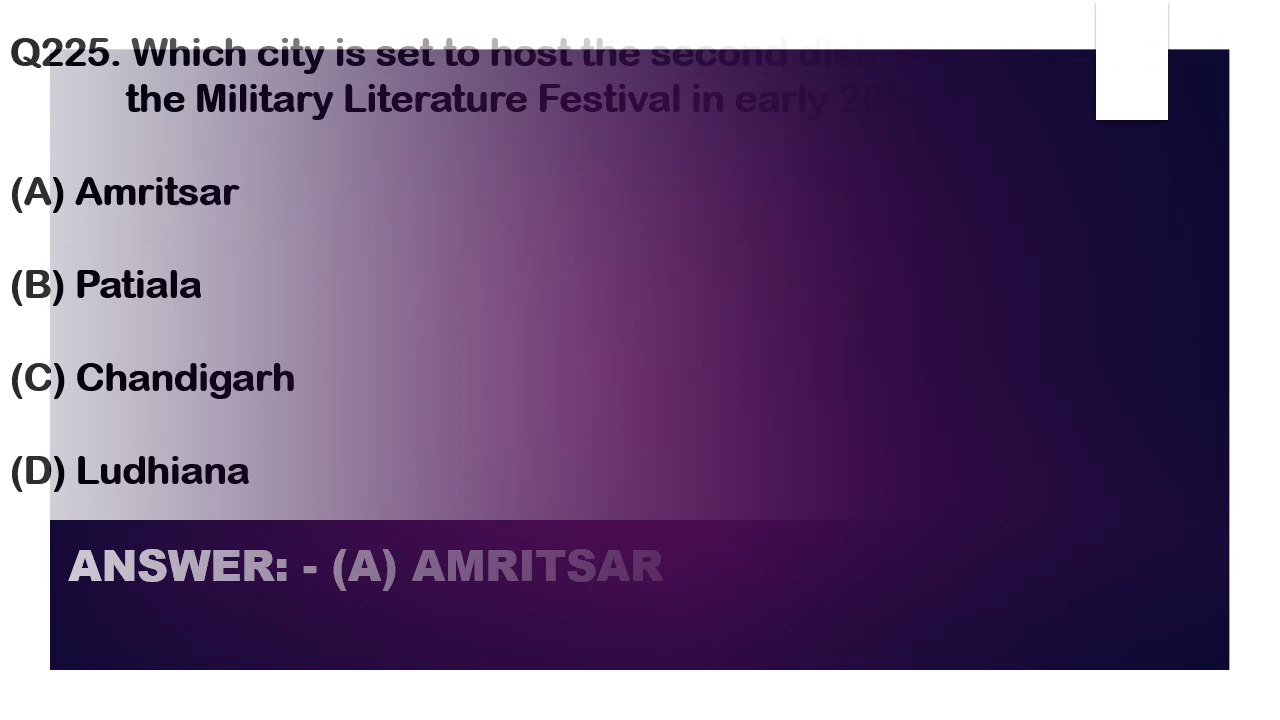 Q225. Which city is set to host the second
the Military Literature Festival in early
(A) Amritsar
(B) Patiala
(C) Chandigarh
(D) Ludhiana
ANSWER: - (A) AMRITSAR